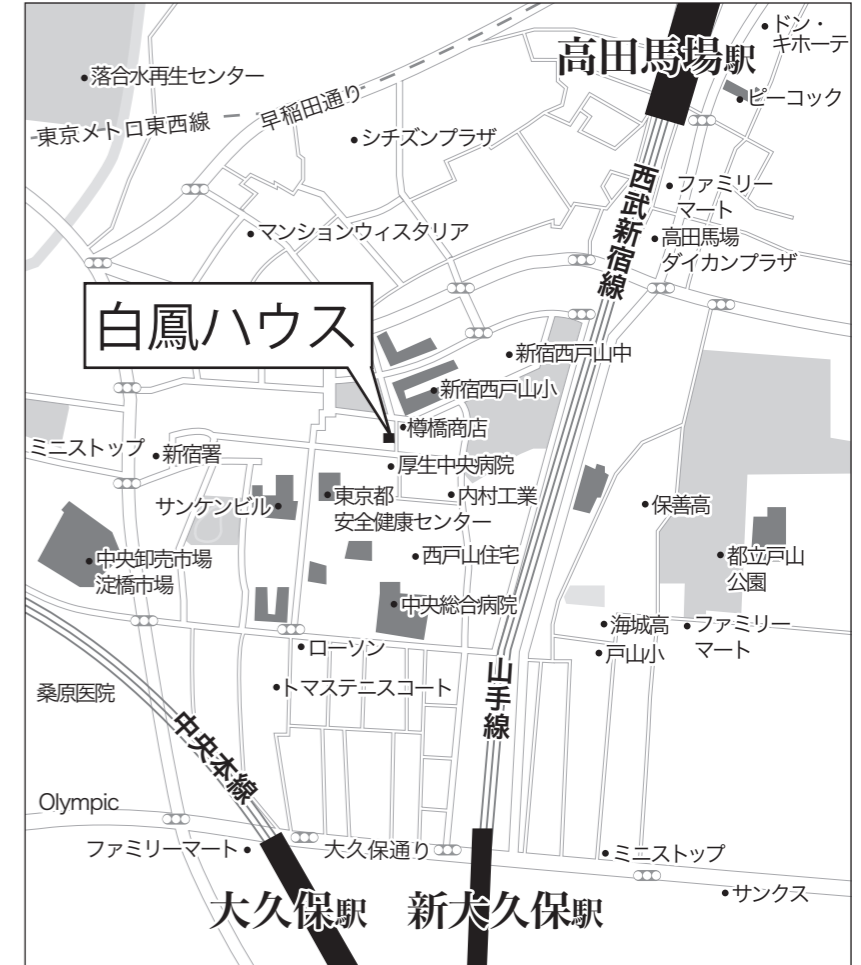 ドン・
キホーテ
高田馬場駅
落合水再生センター
ピーコック
早稲田通り
東京メトロ東西線
シチズンプラザ
西武新宿線
ファミリー
マート
マンションウィスタリア
高田馬場
ダイカンプラザ
白鳳ハウス
新宿西戸山中
新宿西戸山小
樽橋商店
ミニストップ
新宿署
厚生中央病院
サンケンビル
東京都
安全健康センター
内村工業
保善高
中央卸売市場
淀橋市場
西戸山住宅
都立戸山
公園
中央総合病院
海城高
ファミリー
マート
ローソン
戸山小
桑原医院
トマステニスコート
山手線
中央本線
Olympic
ファミリーマート
大久保通り
ミニストップ
サンクス
大久保駅
新大久保駅